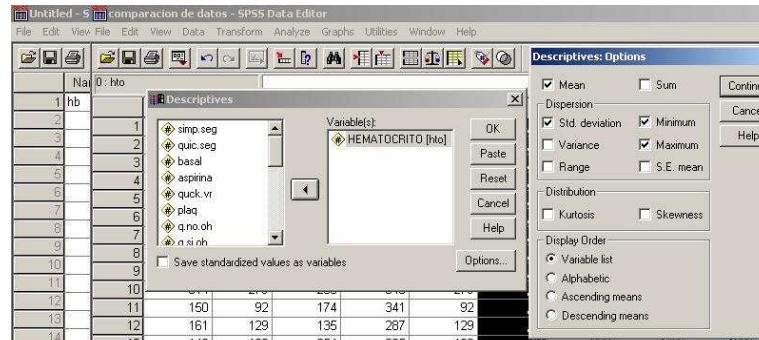 Untitled - S
comparacion de datos - SPSS Data Editor
File Edit View
File Edit View Data Transform Analyze Graphs Utilities Window Help
0 : hto
1 hb
2
3
4
5
6
7
8
9
10
11
12
13
14
1
2
3
4
5
6
7
8
9
10
11 150 92 174 341 92
12 161 129 135 287 129
Descriptives
simp.seg
quic.seg
basal
aspirina
quck.vr
plaq
q.no.oh
q.si.oh
Variable(s):
HEMATOCRITO [hto]
OK
Paste
Reset
Cancel
Help
Save standardized values as variables
Options...
Descriptives: Options
Mean
Sum
Continue
Cance
Help
Dispersion
Std. deviation
Minimum
Variance
Maximum
Range
S.E. mean
Distribution
Kurtosis
Skewness
Display Order
Variable list
Alphabetic
Ascending means
Descending means